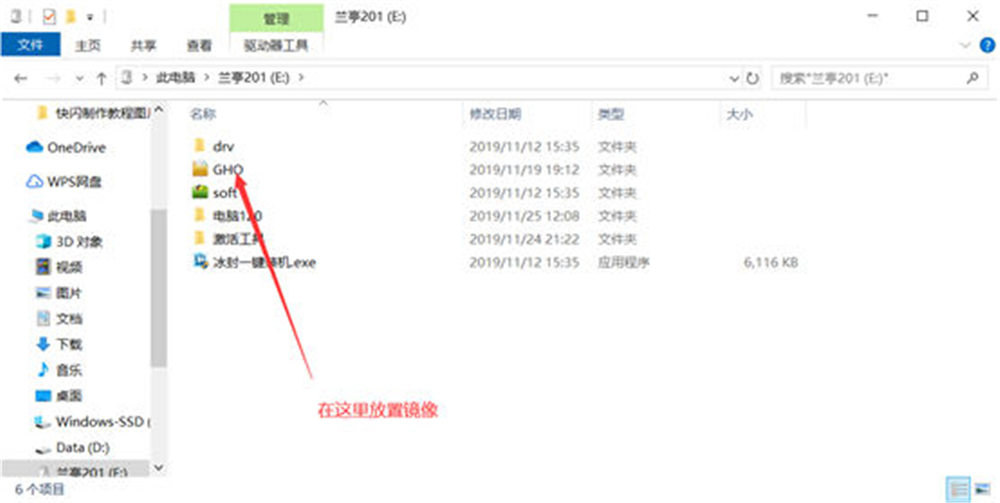 管理
兰亭201 (E:)
文件 主页 共享 查看 驱动器工具
此电脑 兰亭201 (E:)
搜索"兰亭201 (E:)"
名称 修改日期 类型 大小
drv 2019/11/12 15:35 文件夹
GHO 2019/11/19 19:12 文件夹
soft 2019/11/12 15:35 文件夹
电脑120 2019/11/25 12:08 文件夹
激活工具 2019/11/24 21:22 文件夹
冰封一键装机.exe 2019/11/12 15:35 应用程序 6,116 KB
快闪制作教程图
OneDrive
WPS网盘
此电脑
3D 对象
视频
图片
文档
下载
音乐
桌面
Windows-SSD (
Data (D:)
兰亭201 (E:)
在这里放置镜像
6 个项目